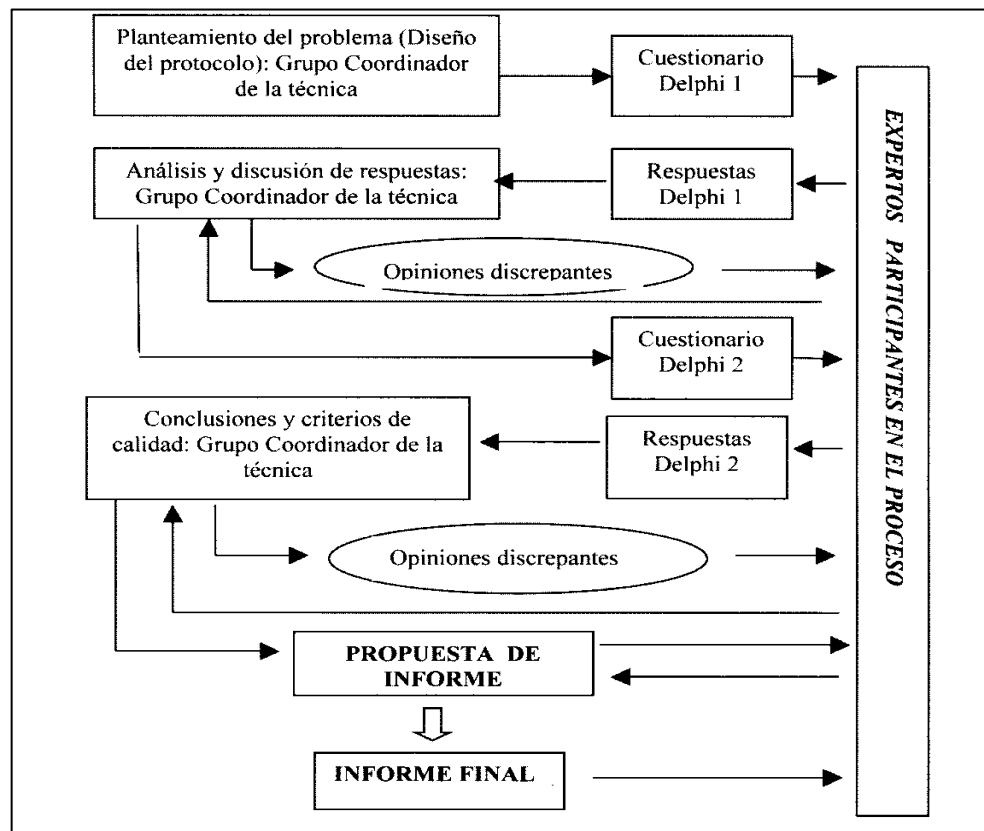 Planteamiento del problema (Diseño
del protocolo): Grupo Coordinador
de la técnica
Cuestionario
Delphi 1
Análisis y discusión de respuestas:
Grupo Coordinador de la técnica
Respuestas
Delphi 1
Opiniones discrepantes
Cuestionario
Delphi 2
Conclusiones y criterios de
calidad: Grupo Coordinador de la
técnica
Respuestas
Delphi 2
Opiniones discrepantes
PROPUESTA DE
INFORME
INFORME FINAL
EXPERTOS PARTICIPANTES EN EL PROCESO